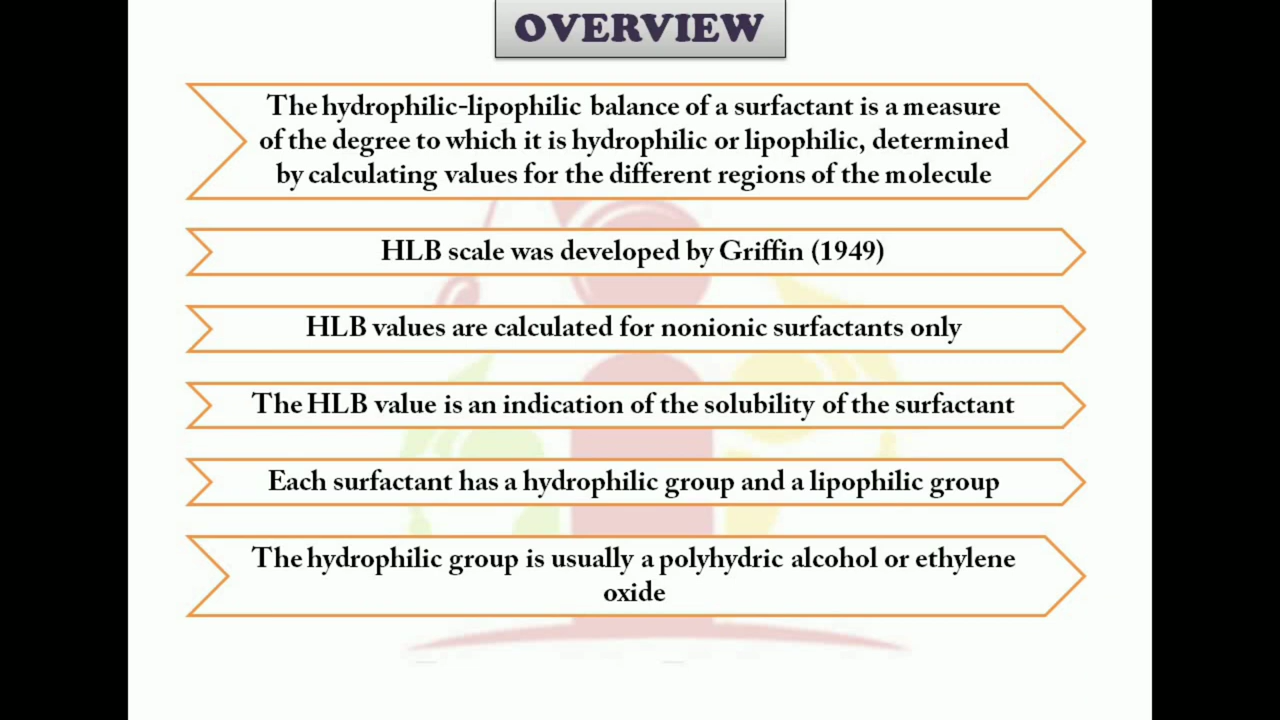 OVERVIEW
The hydrophilic-lipophilic balance of a surfactant is a measure
of the degree to which it is hydrophilic or lipophilic, determined
by calculating values for the different regions of the molecule
HLB scale was developed by Griffin (1949)
HLB values are calculated for nonionic surfactants only
The HLB value is an indication of the solubility of the surfactant
Each surfactant has a hydrophilic group and a lipophilic group
The hydrophilic group is usually a polyhydric alcohol or ethylene
oxide